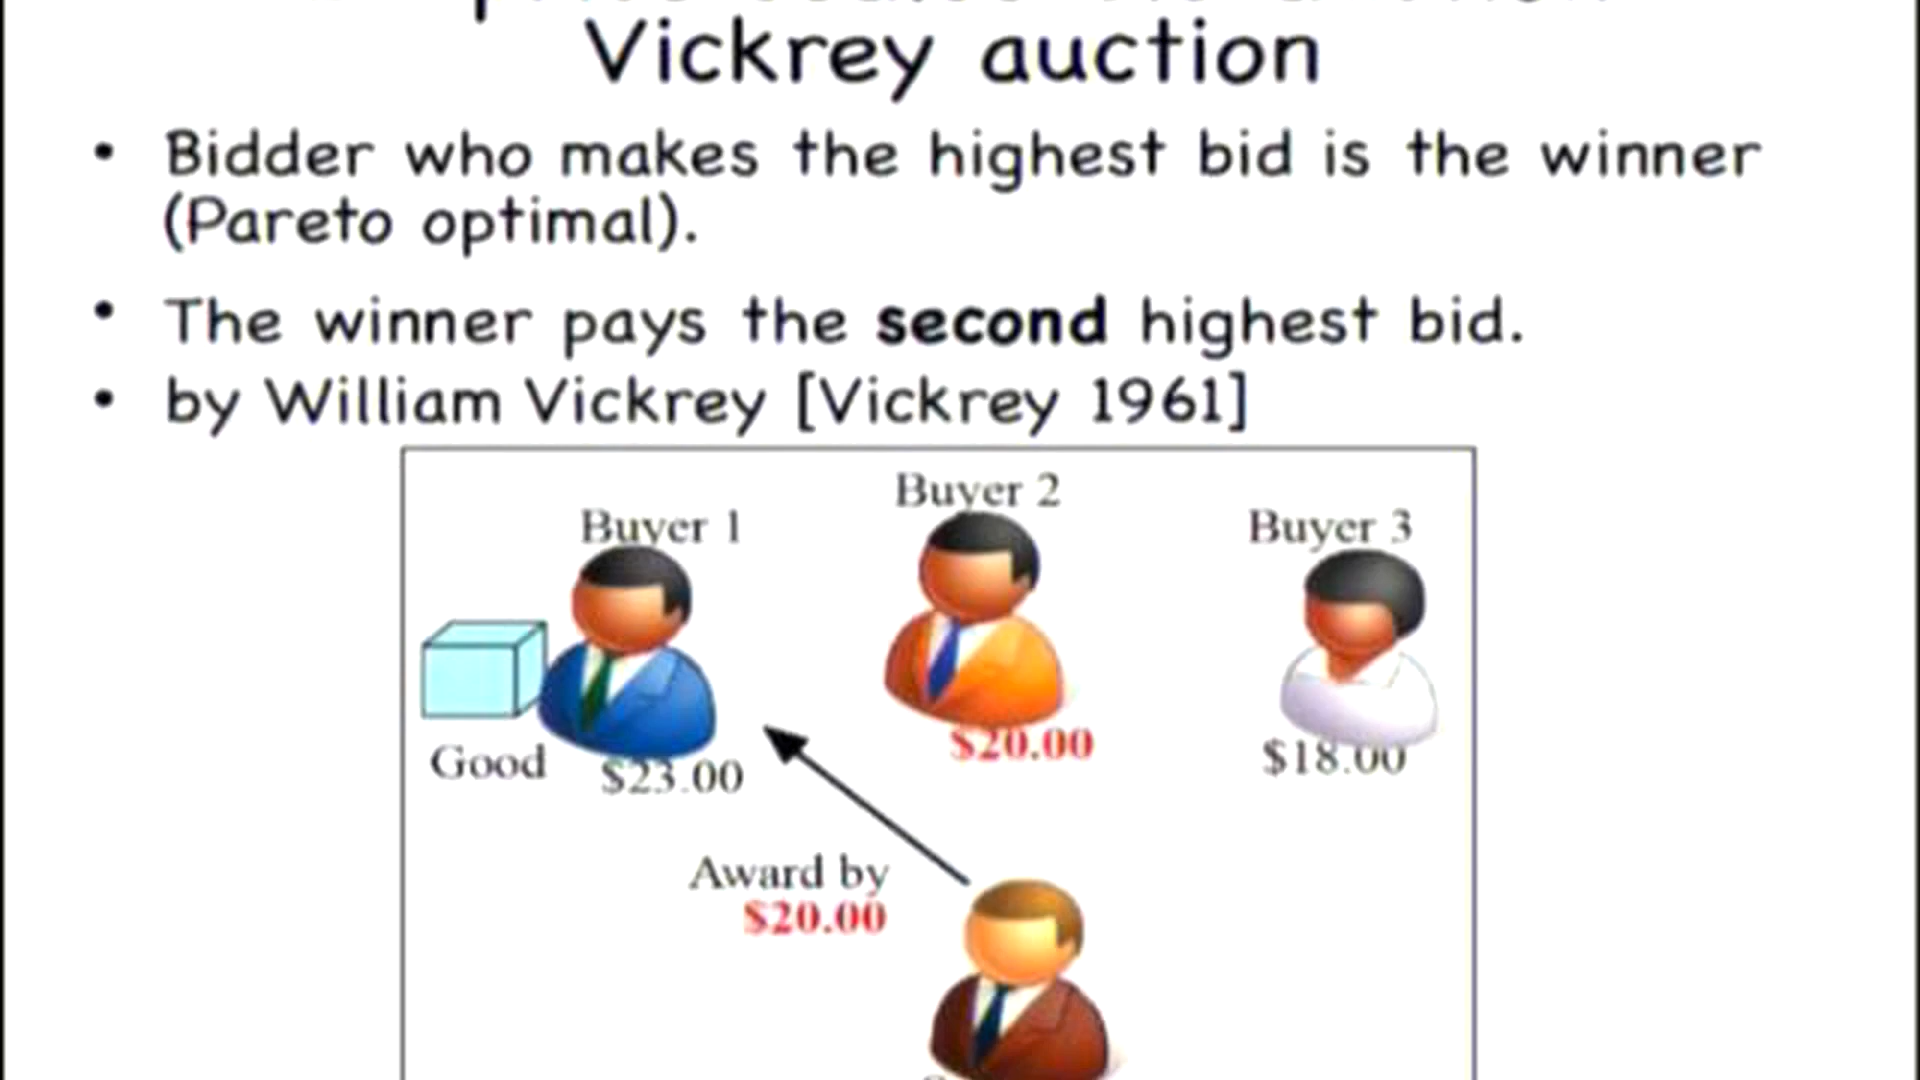 Vickrey auction
• Bidder who makes the highest bid is the winner
(Pareto optimal).
• The winner pays the second highest bid.
• by William Vickrey [Vickrey 1961]
Buyer 1
Buyer 2
Buyer 3
Good
$23.00
$20.00
$18.00
Award by
$20.00